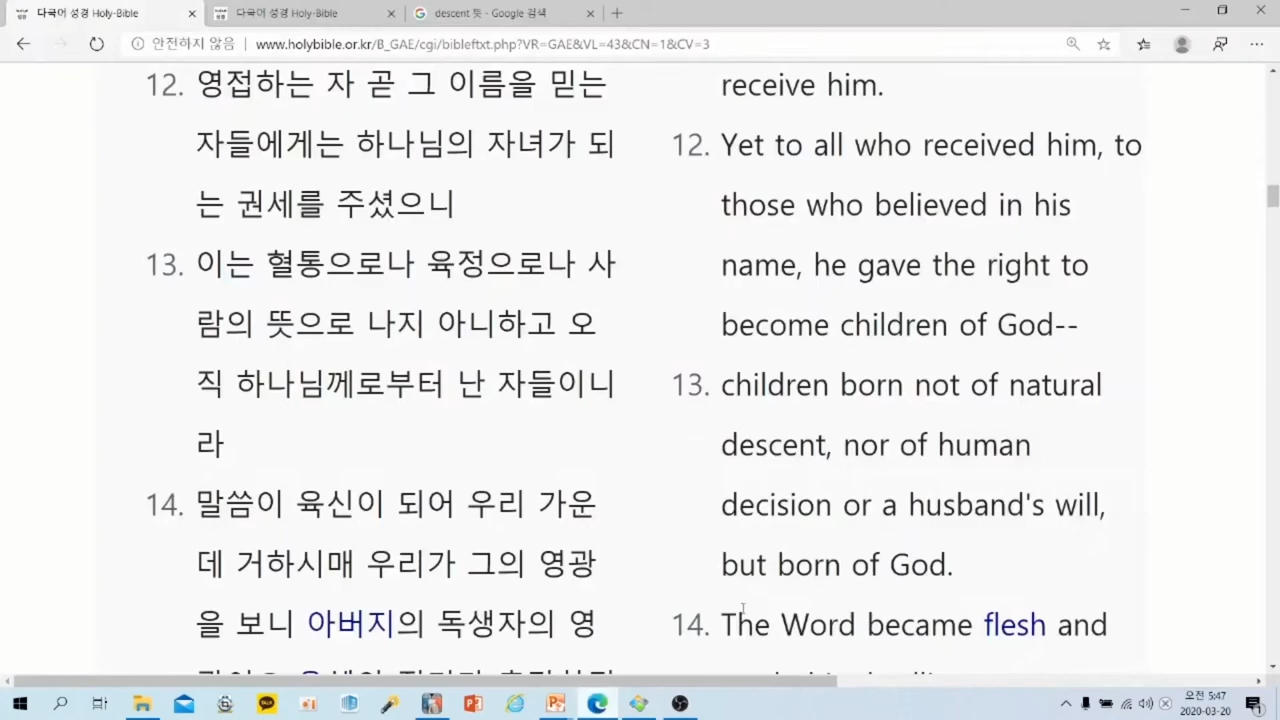 다국어 성경 Holy-Bible
다국어 성경 Holy-Bible
descent 뜻 - Google 검색
안전하지 않음 www.holybible.or.kr/B_GAE/cgi/bibleftxt.php?VR=GAE&VL=43&CN=1&CV=3
12. 영접하는 자 곧 그 이름을 믿는
자들에게는 하나님의 자녀가 되
는 권세를 주셨으니
13. 이는 혈통으로나 육정으로나 사
람의 뜻으로 나지 아니하고 오
직 하나님께로부터 난 자들이니
라
14. 말씀이 육신이 되어 우리 가운
데 거하시매 우리가 그의 영광
을 보니 아버지의 독생자의 영
receive him.
12. Yet to all who received him, to
those who believed in his
name, he gave the right to
become children of God--
13. children born not of natural
descent, nor of human
decision or a husband's will,
but born of God.
14. The Word became flesh and
오전 5:47
2020-03-20